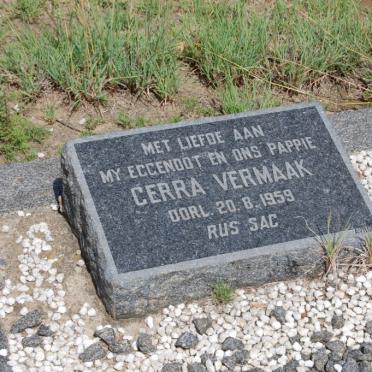 MET LIEFDE AAN
MY EGGENOOT EN ONS PAPPIE
GERRA VERMAAK
OORL. 20.8.1959
RUS SAG